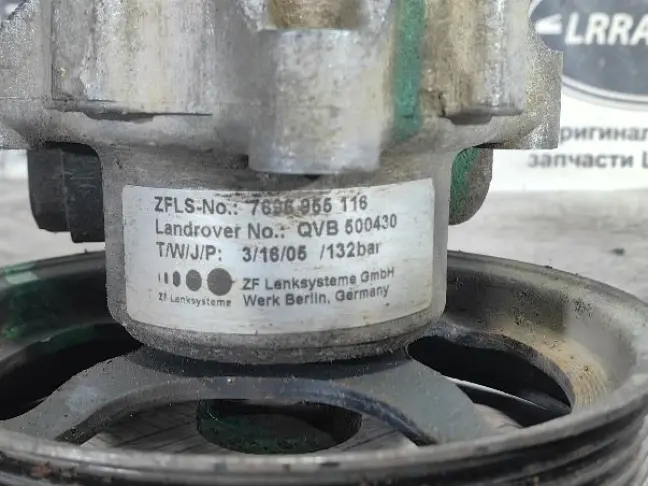 LRRA
Оригинал
запчасти L
ZFLS-No.: 7696 955 116
Landrover No.: QVB 500430
T/W/J/P: 3/16/05 /132bar
ZF Lenksysteme GmbH
ZF Lenksysteme Werk Berlin, Germany